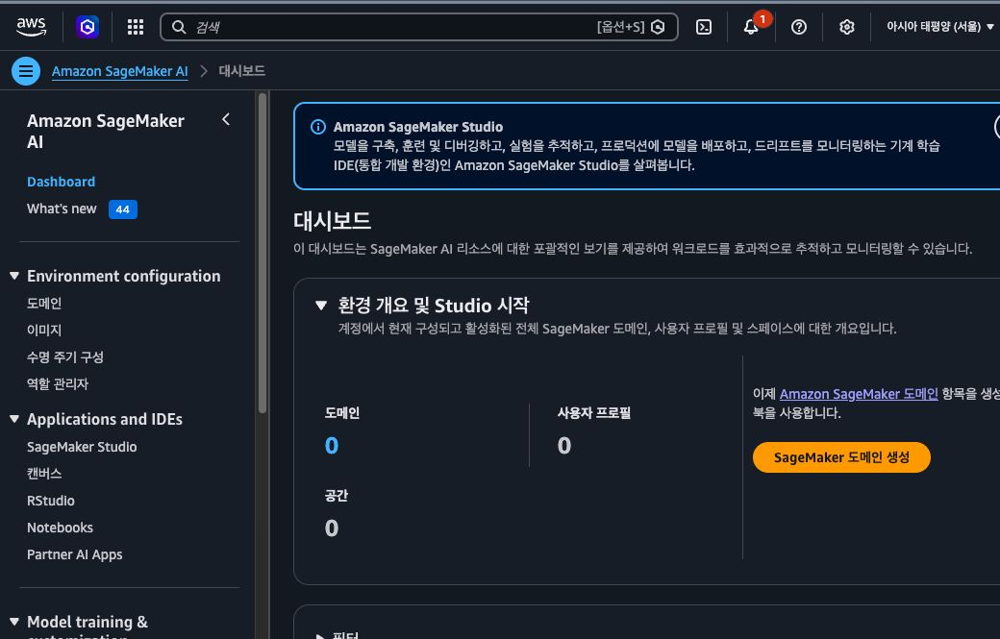 aws
검색
[옵션+S]
1
아시아 태평양 (서울)
Amazon SageMaker AI
대시보드
Amazon SageMaker
AI
Dashboard
What's new
44
Environment configuration
도메인
이미지
수명 주기 구성
역할 관리자
Applications and IDEs
SageMaker Studio
캔버스
RStudio
Notebooks
Partner AI Apps
Model training &
customization
Amazon SageMaker Studio
모델을 구축, 훈련 및 디버깅하고, 실험을 추적하고, 프로덕션에 모델을 배포하고, 드리프트를 모니터링하는 기계 학습
IDE(통합 개발 환경)인 Amazon SageMaker Studio를 살펴봅니다.
대시보드
이 대시보드는 SageMaker AI 리소스에 대한 포괄적인 보기를 제공하여 워크로드를 효과적으로 추적하고 모니터링할 수 있습니다.
환경 개요 및 Studio 시작
계정에서 현재 구성되고 활성화된 전체 SageMaker 도메인, 사용자 프로필 및 스페이스에 대한 개요입니다.
도메인
0
사용자 프로필
0
공간
0
이제 Amazon SageMaker 도메인 항목을 생성
북을 사용합니다.
SageMaker 도메인 생성
필터